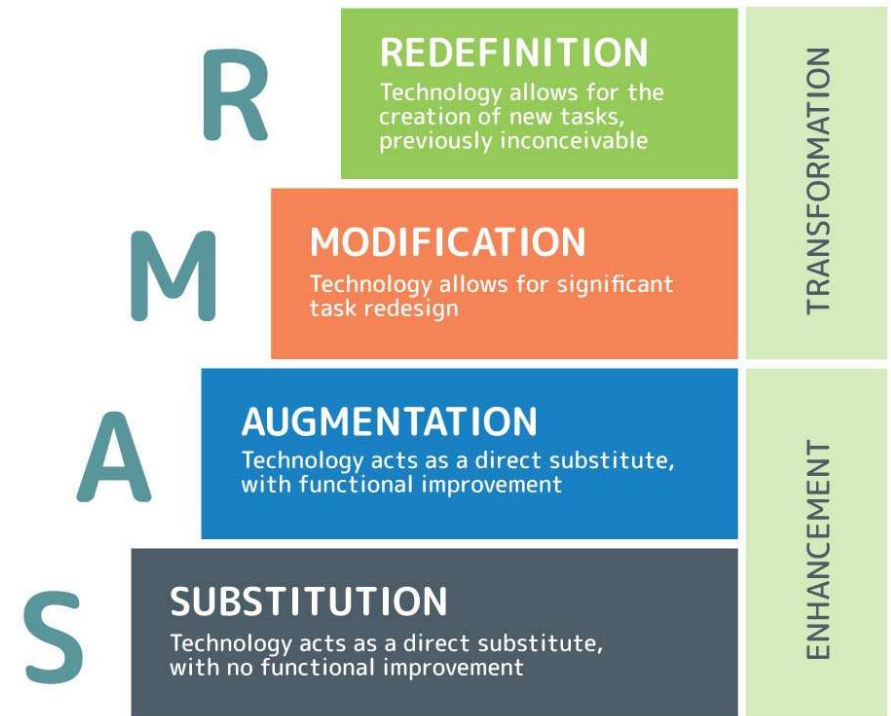 R
REDEFINITION
Technology allows for the
creation of new tasks,
previously inconceivable
M
MODIFICATION
Technology allows for significant
task redesign
TRANSFORMATION
A
AUGMENTATION
Technology acts as a direct substitute,
with functional improvement
S
SUBSTITUTION
Technology acts as a direct substitute,
with no functional improvement
ENHANCEMENT